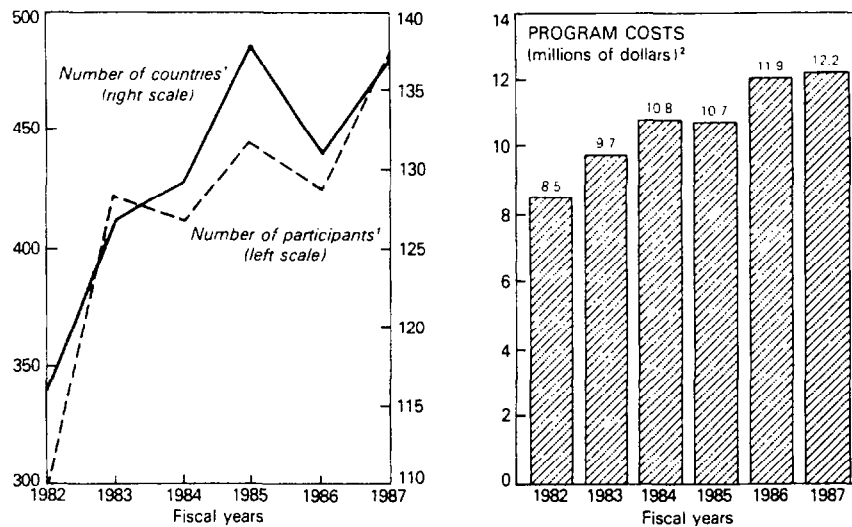 500
450
400
350
300
140
135
130
125
120
115
110
Number of countries¹
(right scale)
Number of participants¹
(left scale)
1982 1983 1984 1985 1986 1987
Fiscal years
PROGRAM COSTS
(millions of dollars)²
14
12
10
8
6
4
2
0
8.5
9.7
10.8
10.7
11.9
12.2
1982 1983 1984 1985 1986 1987
Fiscal years